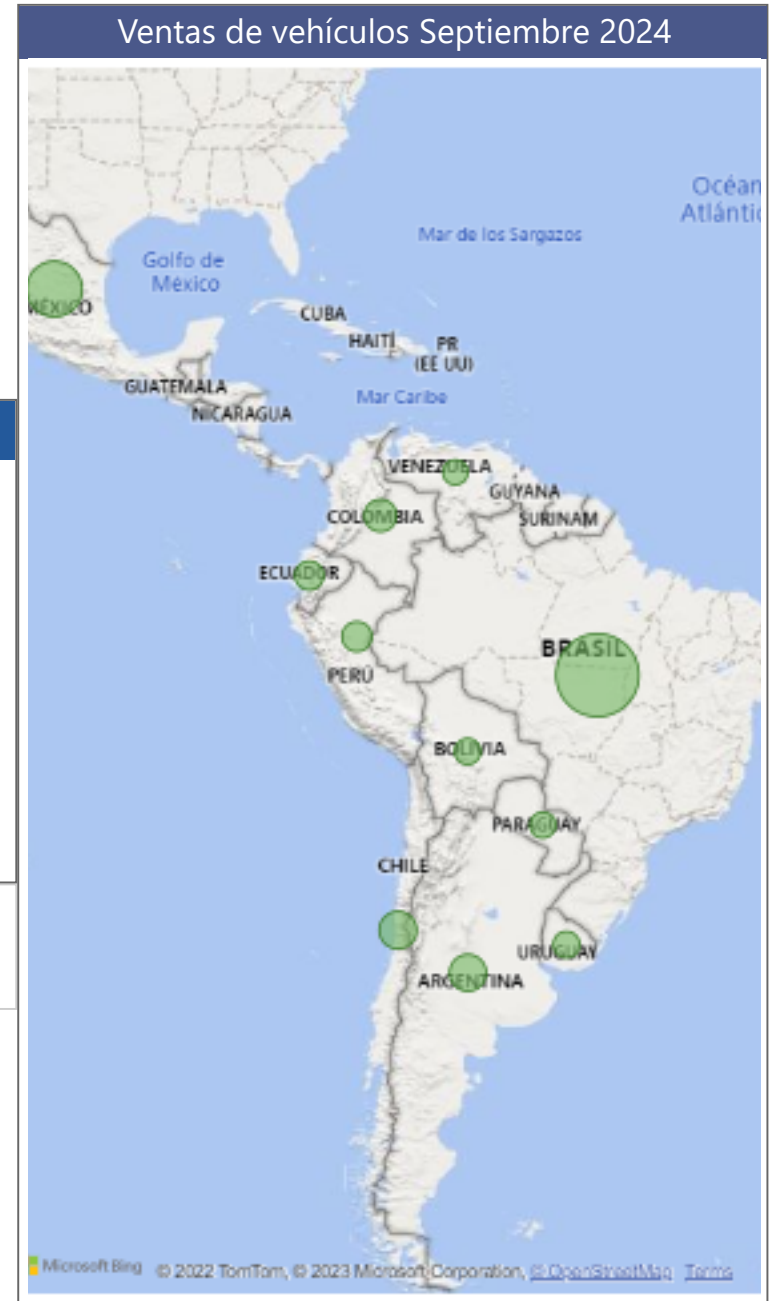 Ventas de vehículos Septiembre 2024
Océan
Atlántic
Mar de los Sargazos
Golfo de
México
MÉXICO
CUBA
HAITÍ
PR
(EE UU)
GUATEMALA
Mar Caribe
NICARAGUA
VENEZUELA
GUYANA
COLOMBIA
SURINAM
ECUADOR
BRASIL
PERÚ
BOLIVIA
PARAGUAY
CHILE
URUGUAY
ARGENTINA
Microsoft Bing © 2022 TomTom, © 2023 Microsoft Corporation, © OpenStreetMap Terms